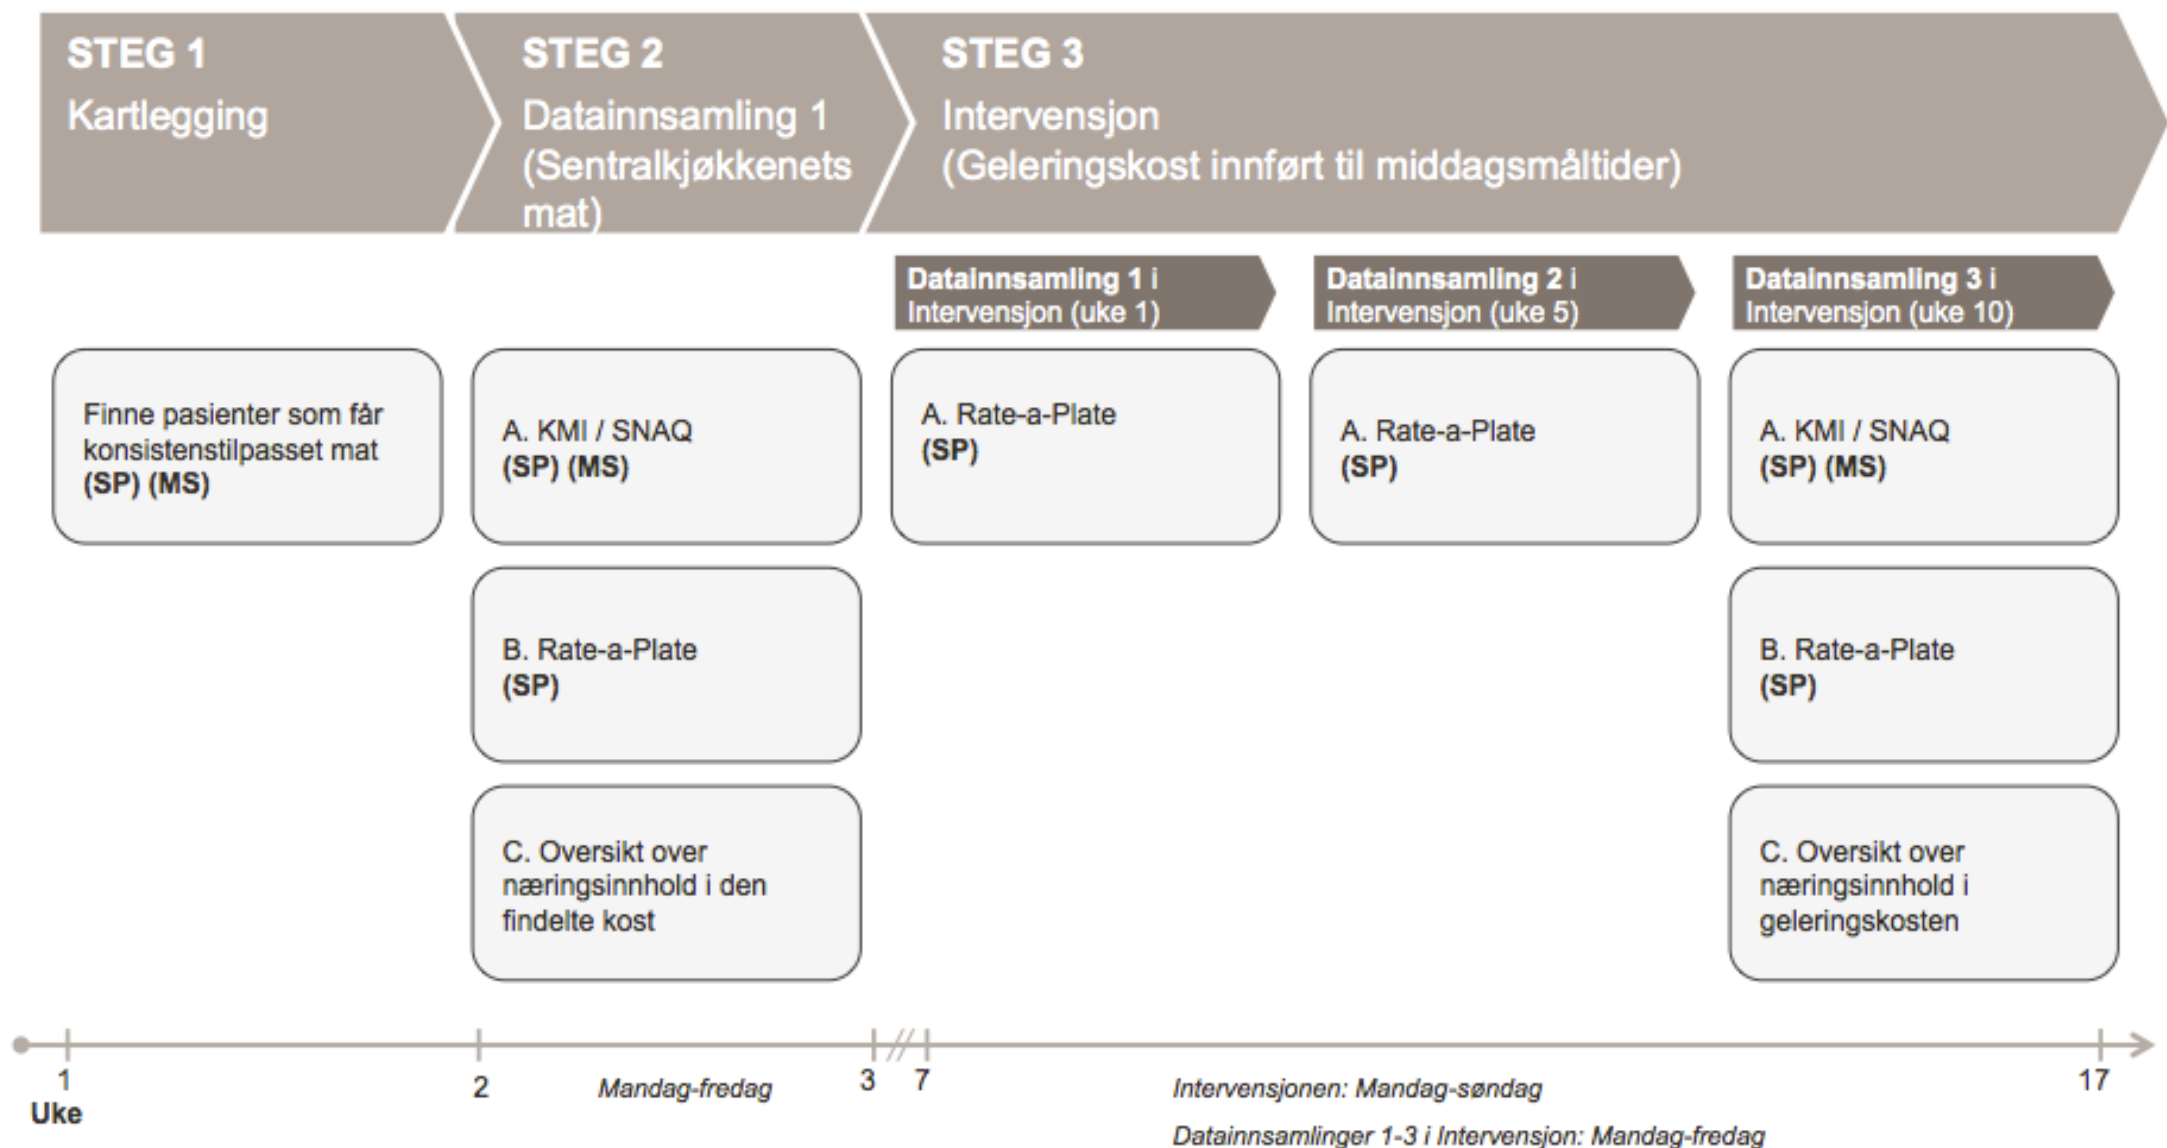 STEG 1
Kartlegging
STEG 2
Datainnsamling 1
(Sentralkjøkkenets
mat)
STEG 3
Intervensjon
(Geleringskost innført til middagsmåltider)
Datainnsamling 1 i
Intervensjon (uke 1)
Datainnsamling 2 i
Intervensjon (uke 5)
Datainnsamling 3 i
Intervensjon (uke 10)
Finne pasienter som får
konsistenstilpasset mat
(SP) (MS)
A. KMI / SNAQ
(SP) (MS)
A. Rate-a-Plate
(SP)
A. Rate-a-Plate
(SP)
A. KMI / SNAQ
(SP) (MS)
B. Rate-a-Plate
(SP)
B. Rate-a-Plate
(SP)
C. Oversikt over
næringsinnhold i den
findelte kost
C. Oversikt over
næringsinnhold i
geleringskosten
1
2
Mandag-fredag
3
7
Intervensjonen: Mandag-søndag
17
Uke
Datainnsamlinger 1-3 i Intervensjon: Mandag-fredag